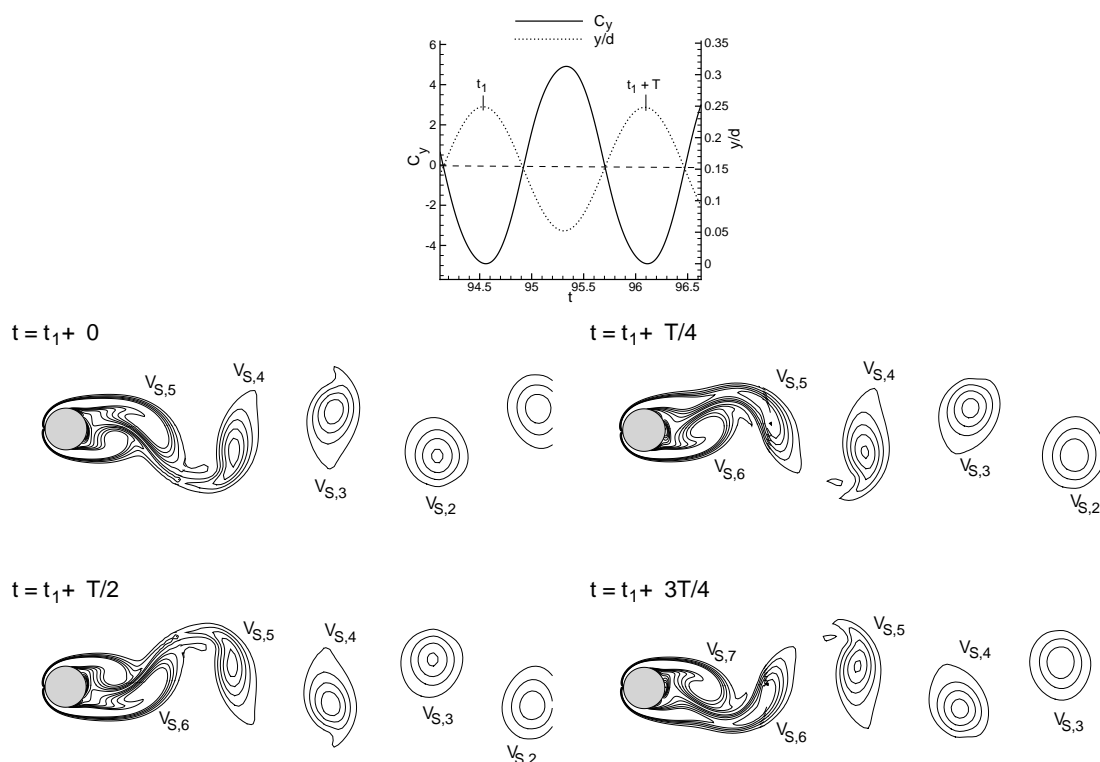 C_y
y/d
6
4
2
0
-2
-4
C_y
t_1
t_1 + T
0.35
0.3
0.25
0.2
0.15
0.1
0.05
0
y/d
94.5 95 95.5 96 96.5
t
t = t_1 + 0
V_S,5
V_S,4
V_S,3
V_S,2
t = t_1 + T/4
V_S,5
V_S,4
V_S,6
V_S,3
V_S,2
t = t_1 + T/2
V_S,5
V_S,4
V_S,6
V_S,3
V_S,2
t = t_1 + 3T/4
V_S,5
V_S,7
V_S,4
V_S,6
V_S,3